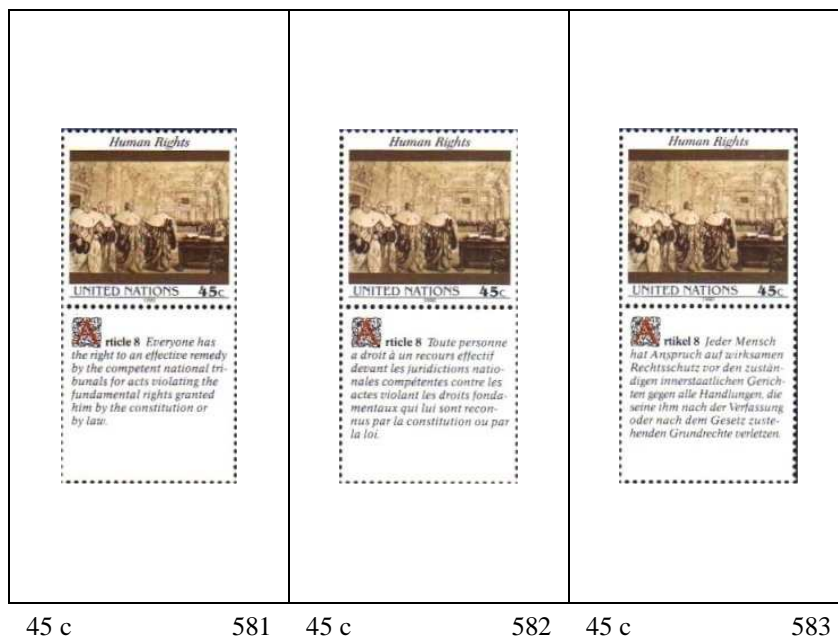 Human Rights
UNITED NATIONS 45c
Article 8 Everyone has
the right to an effective remedy
by the competent national tri-
bunals for acts violating the
fundamental rights granted
him by the constitution or
by law.
Human Rights
UNITED NATIONS 45c
Article 8 Toute personne
a droit à un recours effectif
devant les juridictions natio-
nales compétentes contre les
actes violant les droits fonda-
mentaux qui lui sont recon-
nus par la constitution ou par
la loi.
Human Rights
UNITED NATIONS 45c
Artikel 8 Jeder Mensch
hat Anspruch auf wirksamen
Rechtsschutz vor den zustän-
digen innerstaatlichen Gerich-
ten gegen alle Handlungen, die
seine ihm nach der Verfassung
oder nach dem Gesetz zuste-
henden Grundrechte verletzen.
45 c 581 45 c 582 45 c 583